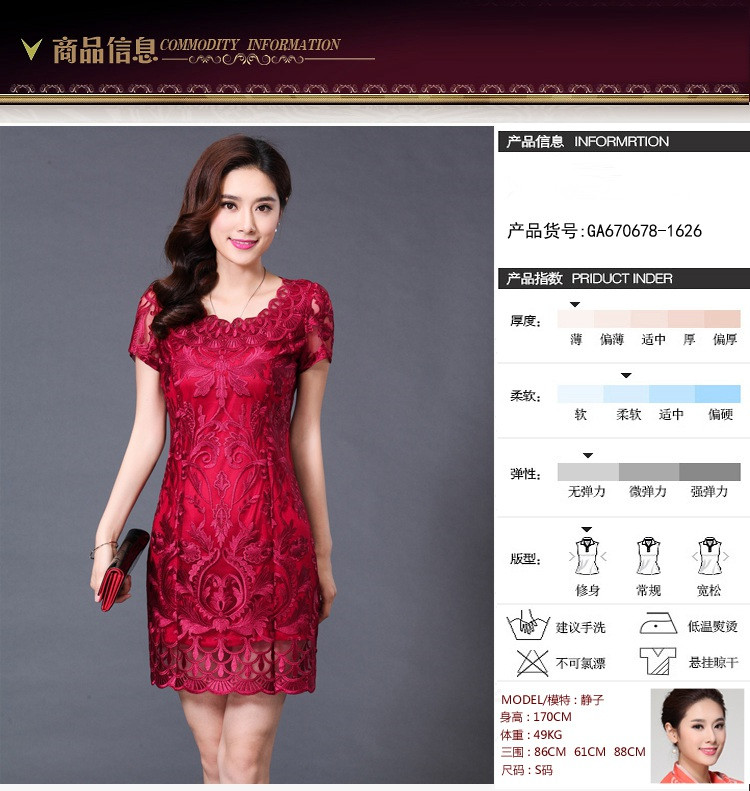 商品信息 COMMODITY INFORMATION
产品信息 INFORMRTION
产品货号:GA670678-1626
产品指数 PRIDUCT INDER
厚度：
薄 偏薄 适中 厚 偏厚
柔软：
软 柔软 适中 偏硬
弹性：
无弹力 微弹力 强弹力
版型：
修身 常规 宽松
建议手洗 低温熨烫
不可氯漂 悬挂晾干
MODEL/模特：静子
身高：170CM
体重：49KG
三围：86CM 61CM 88CM
尺码：S码